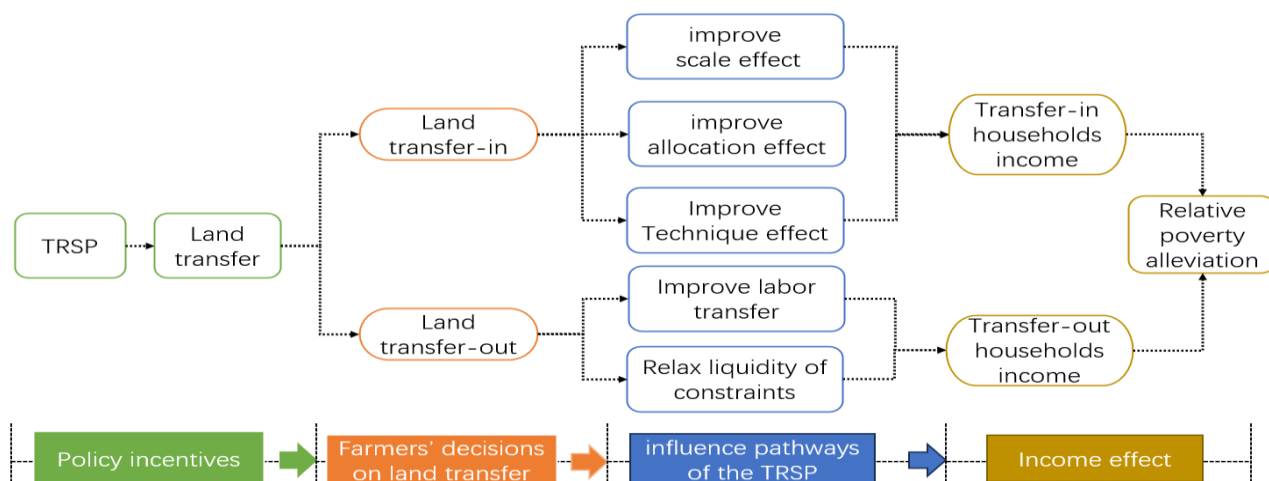 TRSP
Land
transfer
Land
transfer-in
Land
transfer-out
improve
scale effect
improve
allocation effect
Improve
Technique effect
Improve labor
transfer
Relax liquidity of
constraints
Transfer-in
households
income
Transfer-out
households
income
Relative
poverty
alleviation
Policy incentives
Farmers' decisions
on land transfer
influence pathways
of the TRSP
Income effect